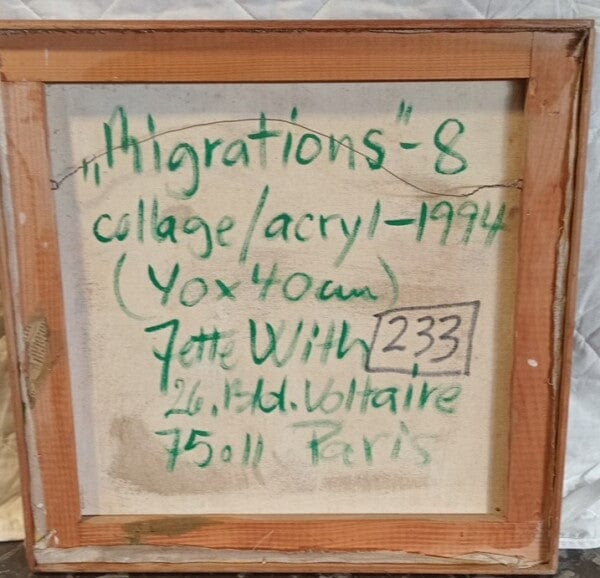 „Migrations"-8
collage/acryl-1994
(40x40cm)
Jette With 233
26, Bld. Voltaire
75011 Paris